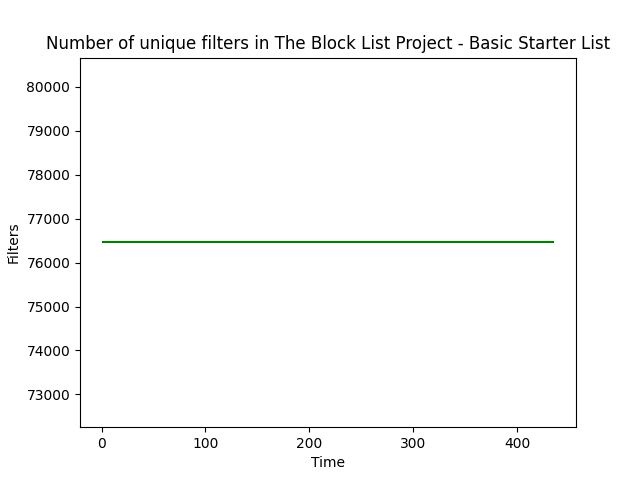 Number of unique filters in The Block List Project - Basic Starter List
80000
79000
78000
77000
76000
75000
74000
73000
Filters
0 100 200 300 400
Time